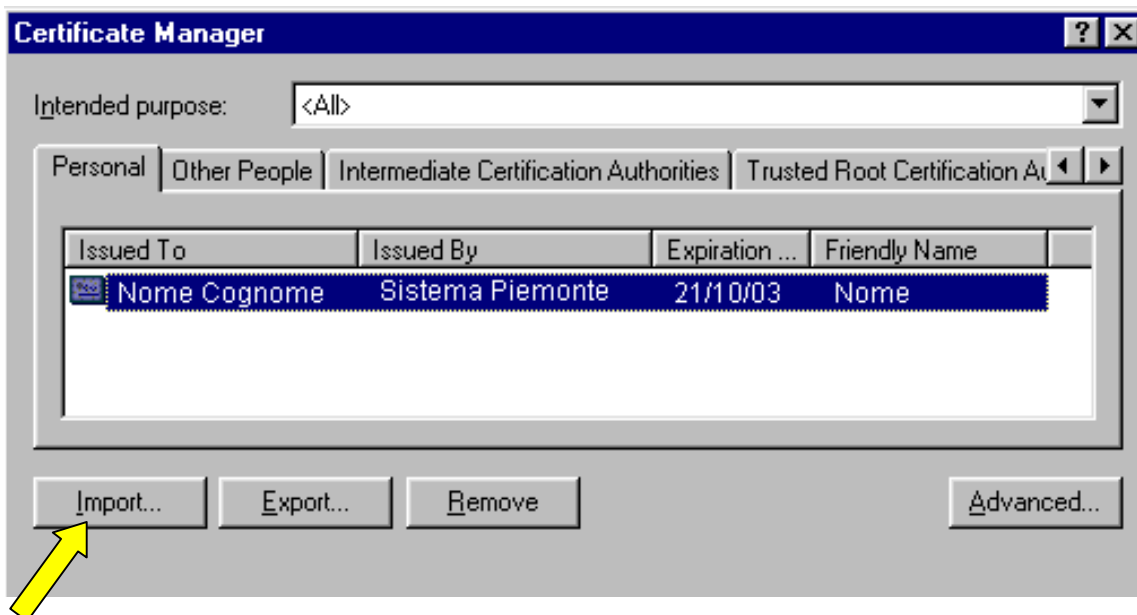 Certificate Manager
Intended purpose: <All>
Personal Other People Intermediate Certification Authorities Trusted Root Certification Au
Issued To Issued By Expiration ... Friendly Name
Nome Cognome Sistema Piemonte 21/10/03 Nome
Import... Export... Remove Advanced...